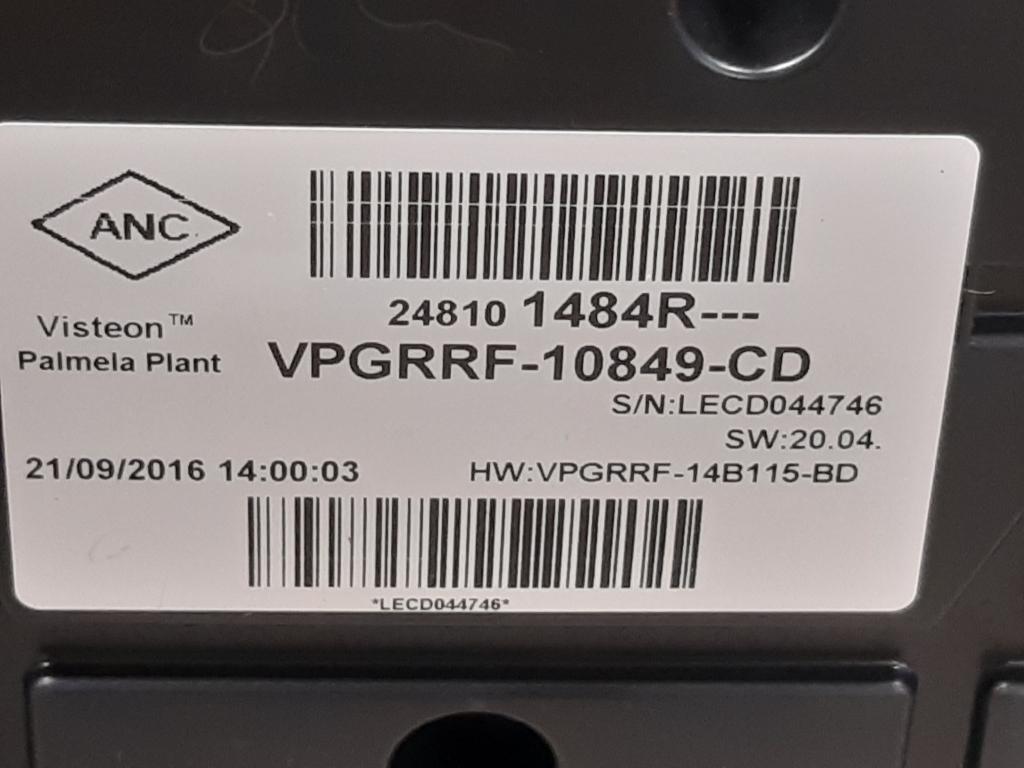 ANC
Visteon™
Palmela Plant
24810 1484R---
VPGRRF-10849-CD
S/N:LECD044746
SW:20.04.
21/09/2016 14:00:03
HW:VPGRRF-14B115-BD
*LECD044746*